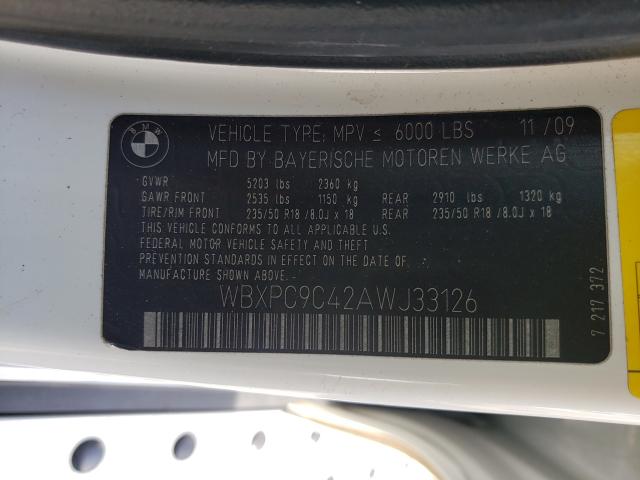 BMW
VEHICLE TYPE; MPV ≤ 6000 LBS 11/09
MFD BY BAYERISCHE MOTOREN WERKE AG
GVWR 5203 lbs 2360 kg
GAWR FRONT 2535 lbs 1150 kg REAR 2910 lbs 1320 kg
TIRE/RIM FRONT 235/50 R18 /8.0J x 18 REAR 235/50 R18 /8.0J x 18
THIS VEHICLE CONFORMS TO ALL APPLICABLE U.S.
FEDERAL MOTOR VEHICLE SAFETY AND THEFT
PREVENTION STANDARDS IN EFFECT ON THE DATE OF
MANUFACTURE SHOWN ABOVE.
WBXPC9C42AWJ33126
7 217 372